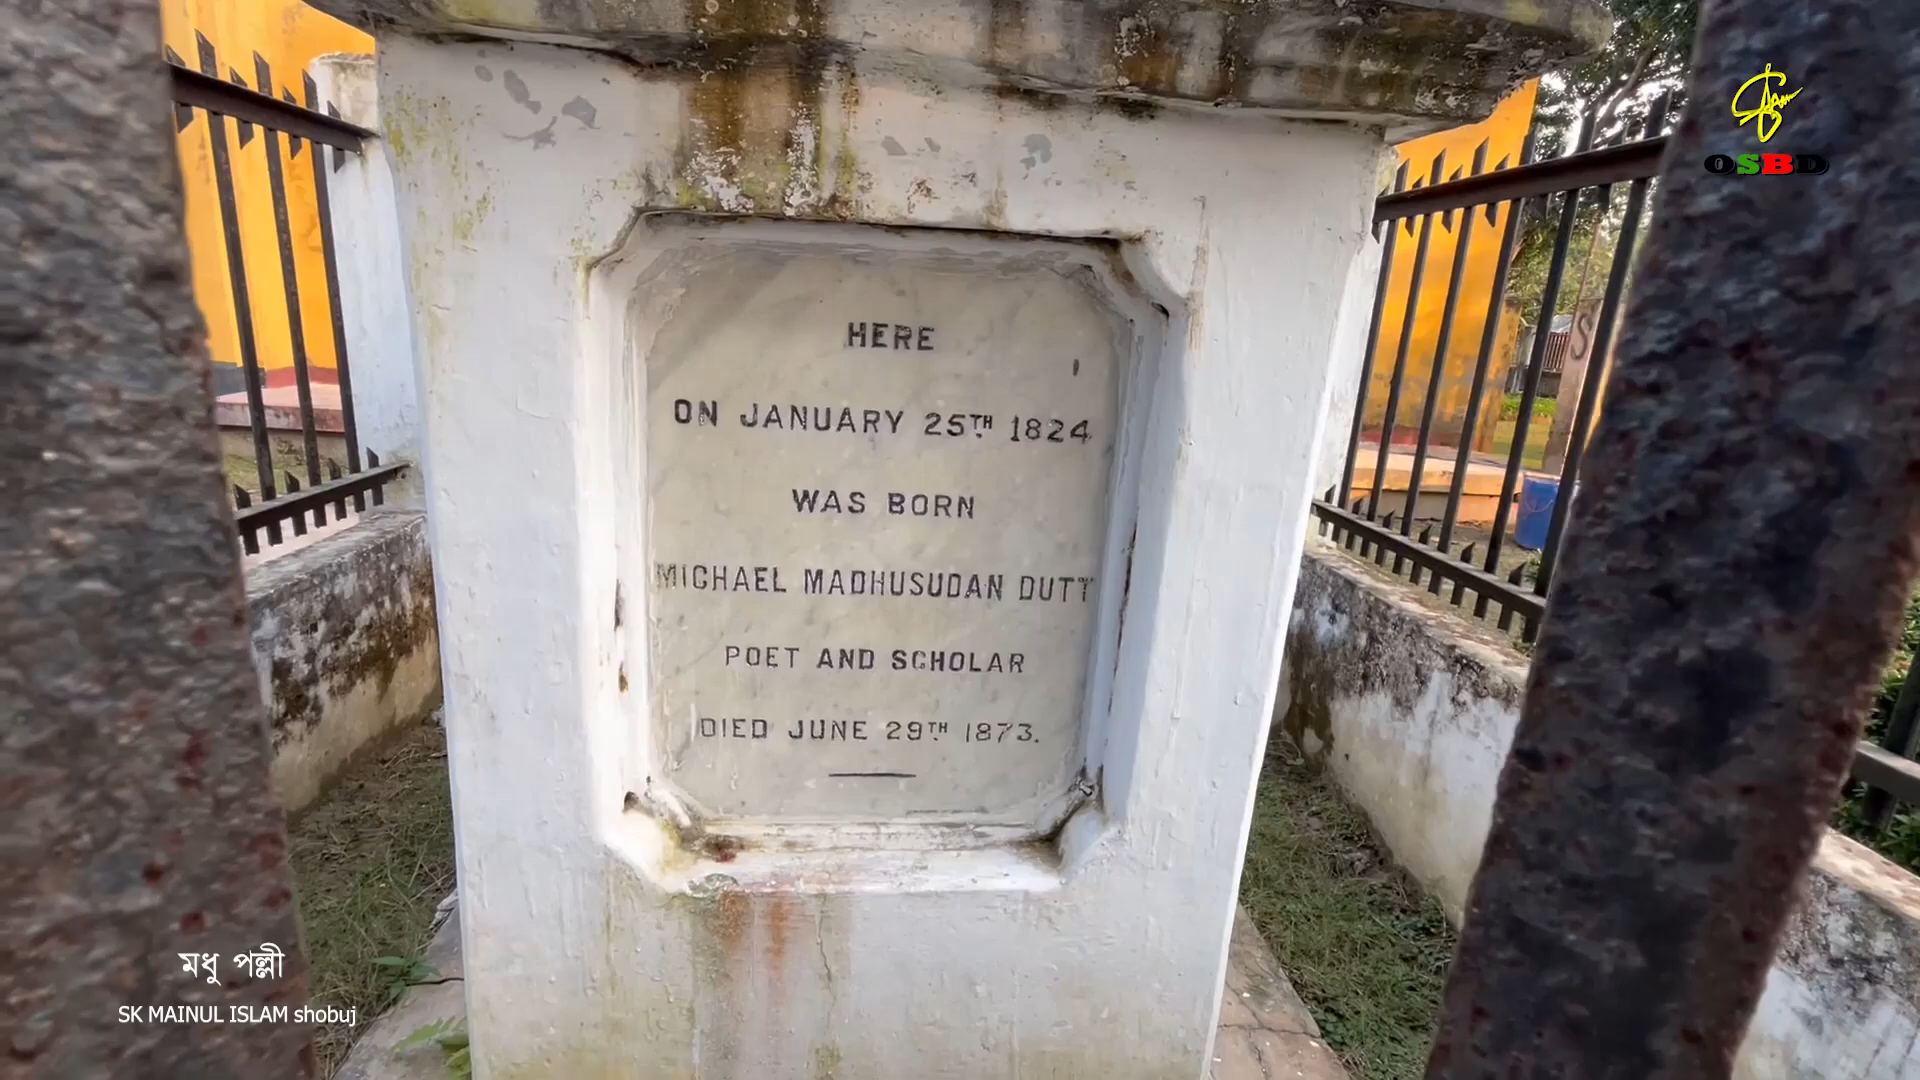 OSBD
HERE
ON JANUARY 25TH 1824
WAS BORN
MICHAEL MADHUSUDAN DUTT
POET AND SCHOLAR
DIED JUNE 29TH 1873.
মধু পল্লী
SK MAINUL ISLAM shobuj